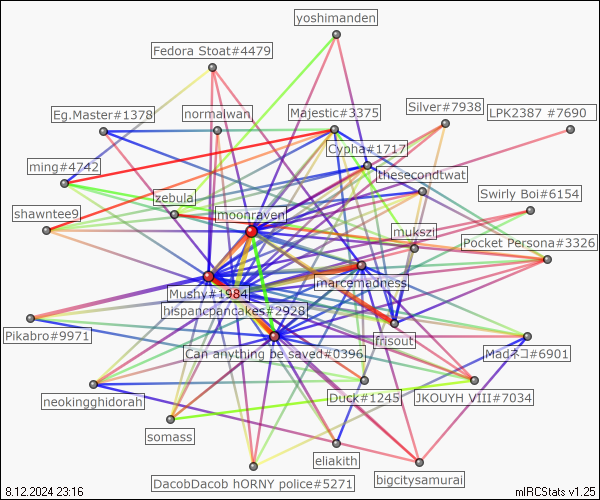 yoshimanden
Fedora Stoat#4479
Silver#7938
LPK2387 #7690
Eg.Master#1378
normalwan
Majestic#3375
Cypha#1717
ming#4742
thesecondtwat
zebula
Swirly Boi#6154
shawntee9
moonraven
mukszi
Pocket Persona#3326
Mushy#1984
marcemadness
hispancpancakes#2928
Pikabro#9971
Can anything be saved#0396
frisout
Madネコ#6901
neokingghidorah
Duck#1245
JKOUYH VIII#7034
somass
eliakith
DacobDacob hORNY police#5271
bigcitysamurai
8.12.2024 23:16
mIRCStats v1.25